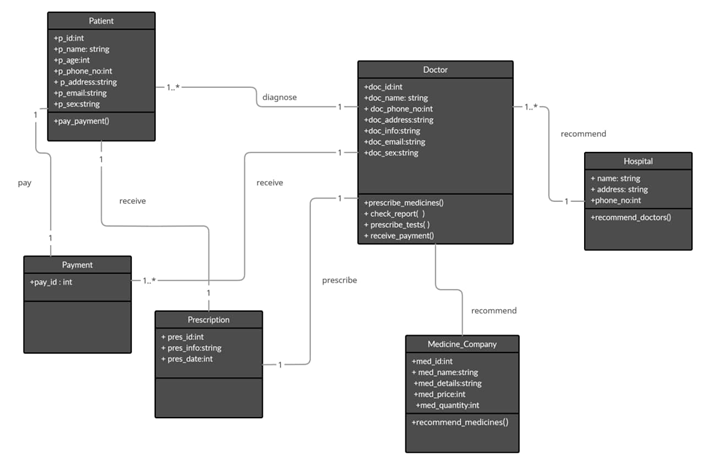 Patient
+p_id:int
+p_name: string
+p_age:int
+p_phone_no:int
+ p_address:string
+p_email:string
+p_sex:string
+pay_payment()
1..*
diagnose
1
Doctor
+doc_id:int
+doc_name: string
+ doc_phone_no:int
+doc_address:string
+doc_info:string
+doc_email:string
+doc_sex:string
+prescribe_medicines()
+ check_report( )
+ prescribe_tests( )
+ receive_payment()
1..*
recommend
1
Hospital
+ name: string
+ address: string
+phone_no:int
+recommend_doctors()
1
pay
1
1
receive
1
1
receive
1..*
1
prescribe
1
Payment
+pay_id : int
Prescription
+ pres_id:int
+ pres_info:string
+ pres_date:int
recommend
Medicine_Company
+med_id:int
+ med_name:string
+med_details:string
+med_price:int
+med_quantity:int
+recommend_medicines()